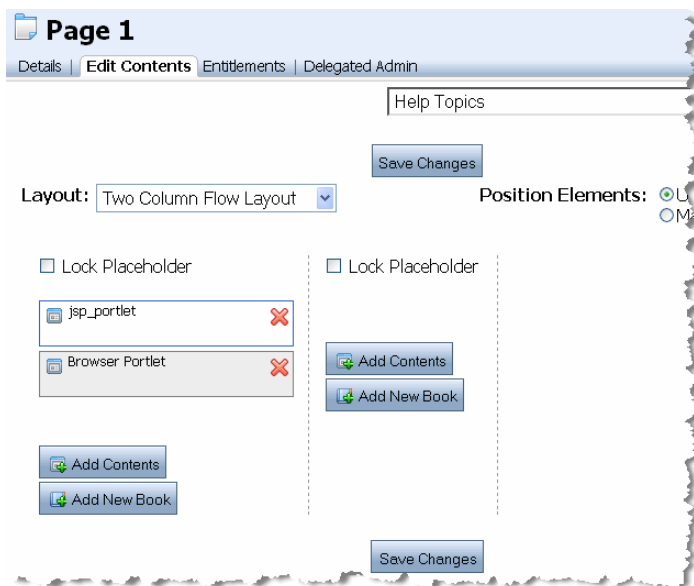 Page 1
Details | Edit Contents Entitlements | Delegated Admin
Help Topics
Save Changes
Layout: Two Column Flow Layout Position Elements:
Lock Placeholder Lock Placeholder
jsp_portlet
Browser Portlet
Add Contents
Add New Book
Add Contents
Add New Book
Save Changes